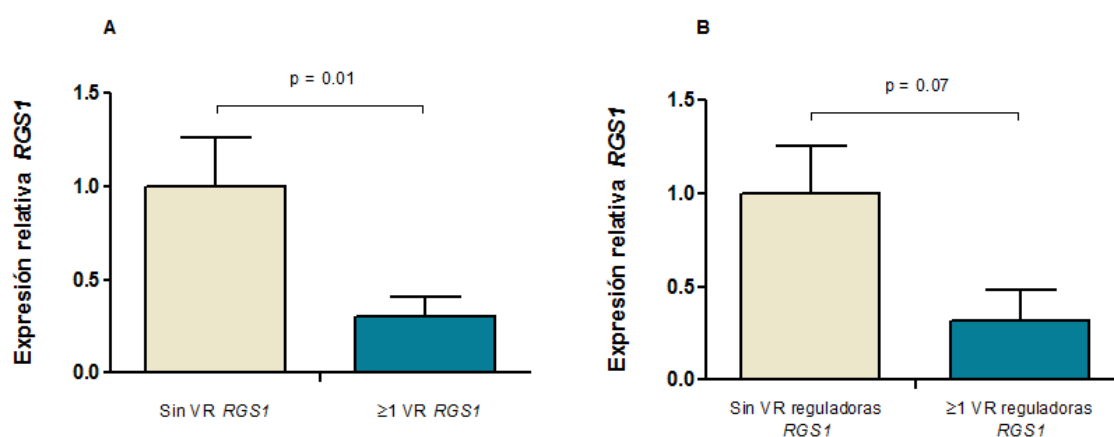 A
p = 0.01
Expresión relativa RGS1
1.5
1.0
0.5
0.0
Sin VR RGS1
≥1 VR RGS1
B
p = 0.07
Expresión relativa RGS1
1.5
1.0
0.5
0.0
Sin VR reguladoras
RGS1
≥1 VR reguladoras
RGS1